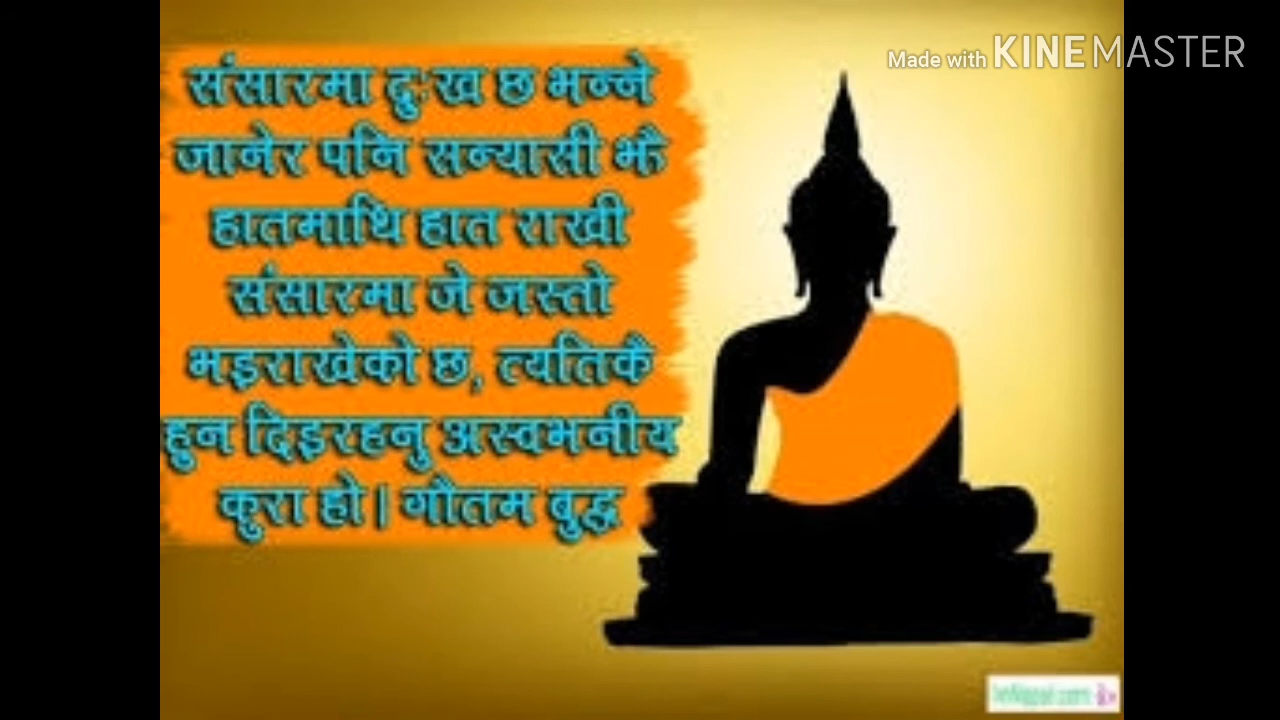 Made with KINEMASTER
संसारमा दुःख छ भन्ने
जानेर पनि सन्यासी झै
हातमाथि हात राखी
संसारमा जे जस्तो
भइराखेको छ, त्यतिकै
हुन दिइरहनु अस्वभनीय
कुरा हो | गौतम बुद्ध